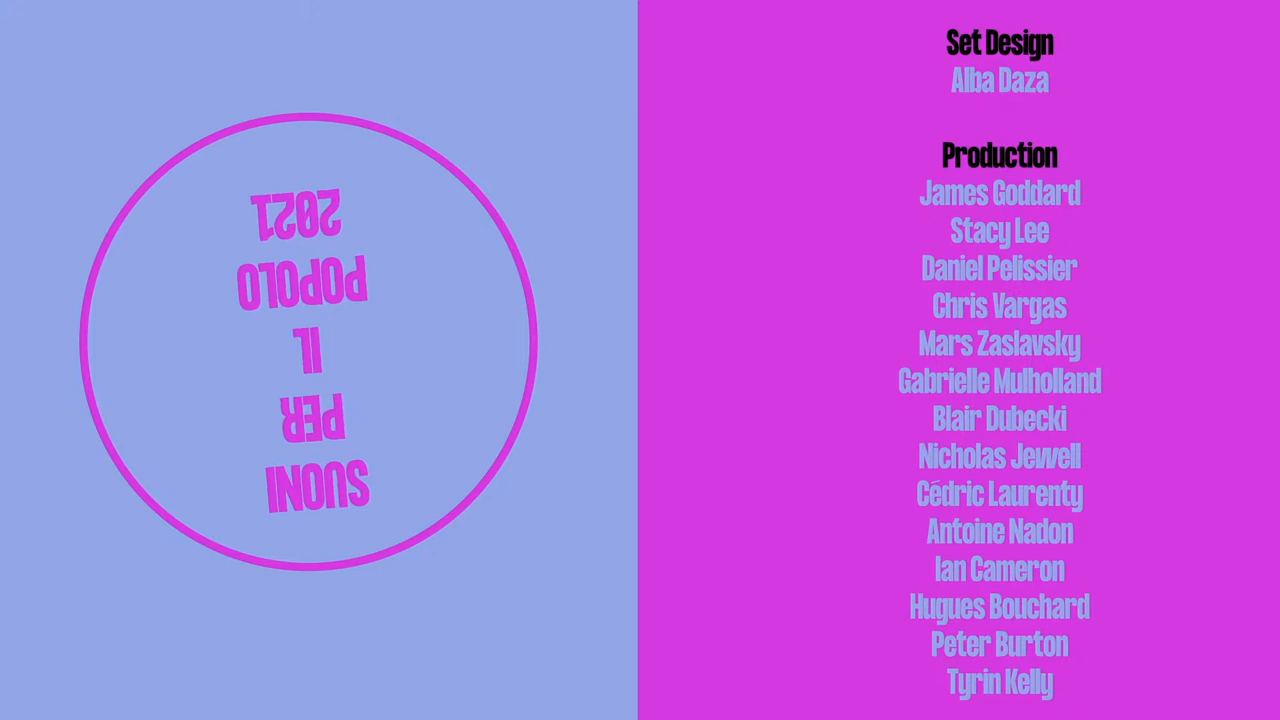 SUONI
PER
IL
POPOLO
2021
Set Design
Alba Daza
Production
James Goddard
Stacy Lee
Daniel Pelissier
Chris Vargas
Mars Zaslavsky
Gabrielle Mulholland
Blair Dubecki
Nicholas Jewell
Cédric Laurenty
Antoine Nadon
Ian Cameron
Hugues Bouchard
Peter Burton
Tyrin Kelly